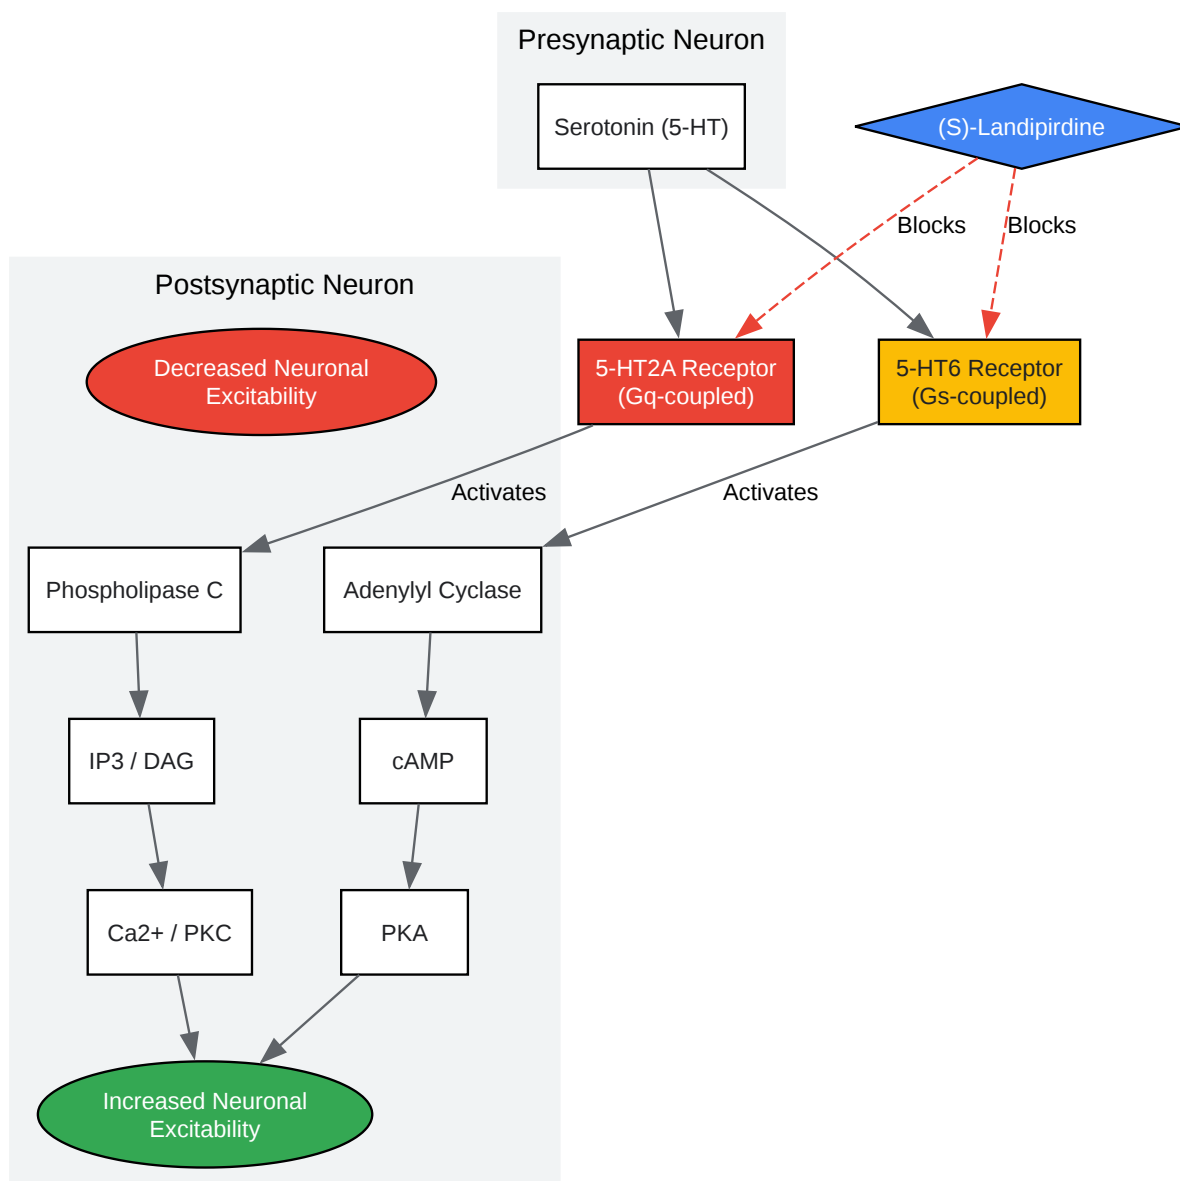 Presynaptic Neuron
Serotonin (5-HT)
(S)-Landipirdine
Blocks
Blocks
Postsynaptic Neuron
Decreased Neuronal
Excitability
5-HT2A Receptor
(Gq-coupled)
5-HT6 Receptor
(Gs-coupled)
Activates
Activates
Phospholipase C
Adenylyl Cyclase
IP3 / DAG
cAMP
Ca2+ / PKC
PKA
Increased Neuronal
Excitability